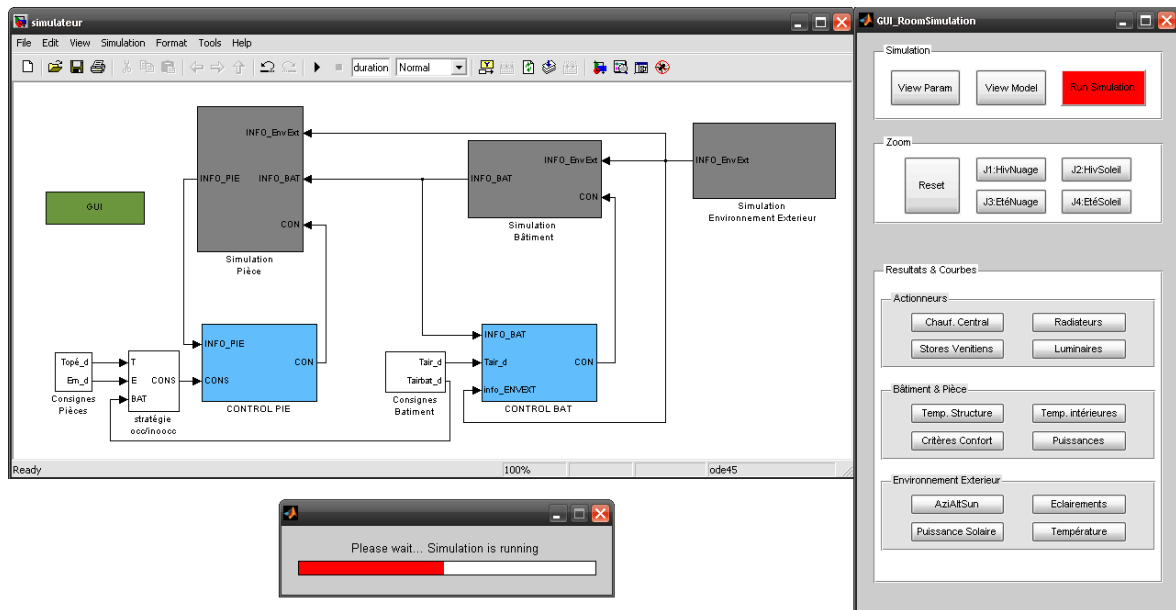 simulateur
File Edit View Simulation Format Tools Help
duration Normal
INFO_EnvExt
INFO_PIE INFO_BAT
CON
Simulation
Pièce
GUI
INFO_EnvExt
INFO_BAT
CON
Simulation
Bâtiment
INFO_EnvExt
Simulation
Environnement Exterieur
INFO_PIE
CON
CONS
CONTROL PIE
Topé_d
Em_d
Consignes
Pièces
T
E CONS
BAT
stratégie
occ/inoocc
Tair_d
Tairbat_d
Consignes
Batiment
INFO_BAT
Tair_d CON
info_ENVEXT
CONTROL BAT
Ready 100% ode45
Please wait... Simulation is running
GUI_RoomSimulation
Simulation
View Param View Model Run Simulation
Zoom
Reset
J1:HivNuage J2:HivSoleil
J3:EtéNuage J4:EtéSoleil
Resultats & Courbes
Actionneurs
Chauf. Central Radiateurs
Stores Venitiens Luminaires
Bâtiment & Pièce
Temp. Structure Temp. intérieures
Critères Confort Puissances
Environnement Exterieur
AziAltSun Eclairements
Puissance Solaire Température